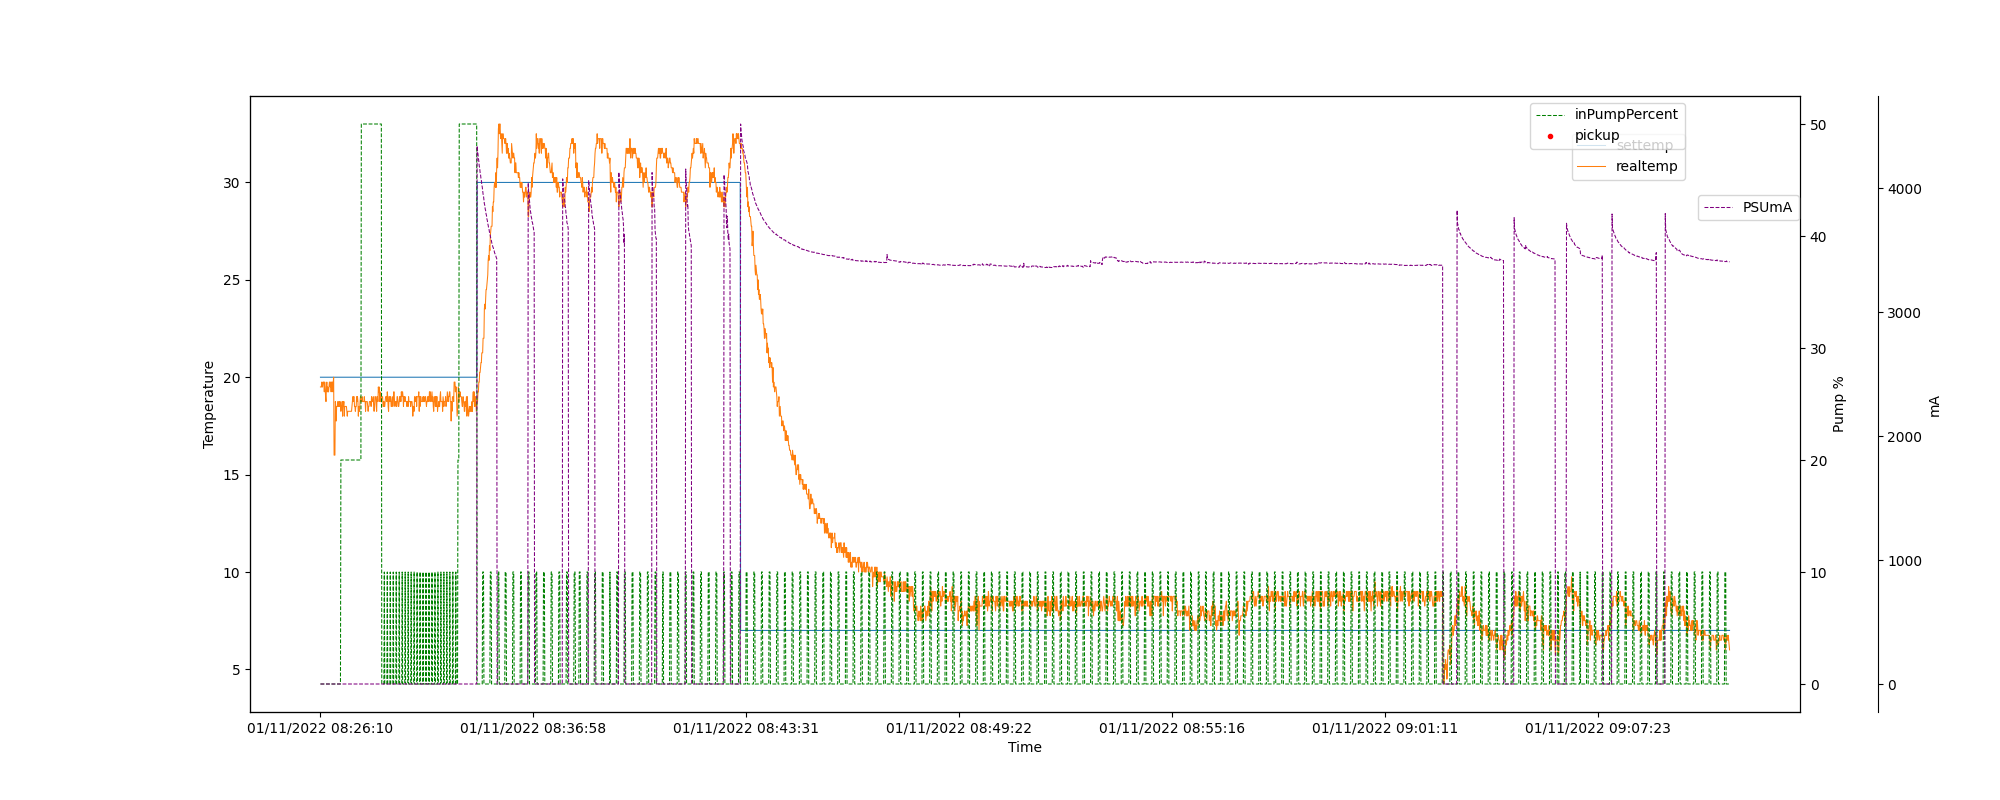 inPumpPercent
pickup
settemp
realtemp
PSUmA
30
25
20
15
10
5
Temperature
50
40
30
20
10
0
Pump %
4000
3000
2000
1000
0
mA
01/11/2022 08:26:10
01/11/2022 08:36:58
01/11/2022 08:43:31
01/11/2022 08:49:22
01/11/2022 08:55:16
01/11/2022 09:01:11
01/11/2022 09:07:23
Time